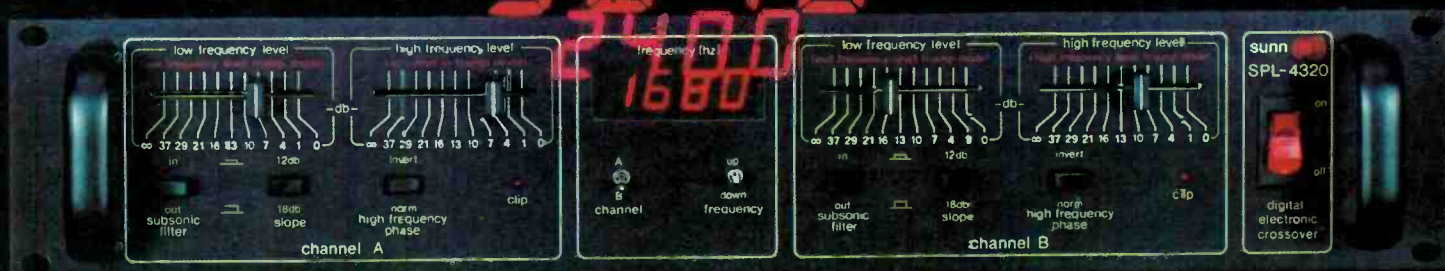 2400
low frequency level
high frequency level
-db-
∞ 37 29 21 16 13 10 7 4 1 0
∞ 37 29 21 16 13 10 7 4 1 0
in
12db
invert
out
subsonic
filter
18db
slope
norm
high frequency
phase
clip
channel A
frequency (hz)
1680
A
B
channel
up
down
frequency
low frequency level
high frequency level
-db-
∞ 37 29 21 16 13 10 7 4 1 0
∞ 37 29 21 16 13 10 7 4 1 0
in
12db
invert
out
subsonic
filter
18db
slope
norm
high frequency
phase
clip
channel B
sunn
SPL-4320
on
off
digital
electronic
crossover